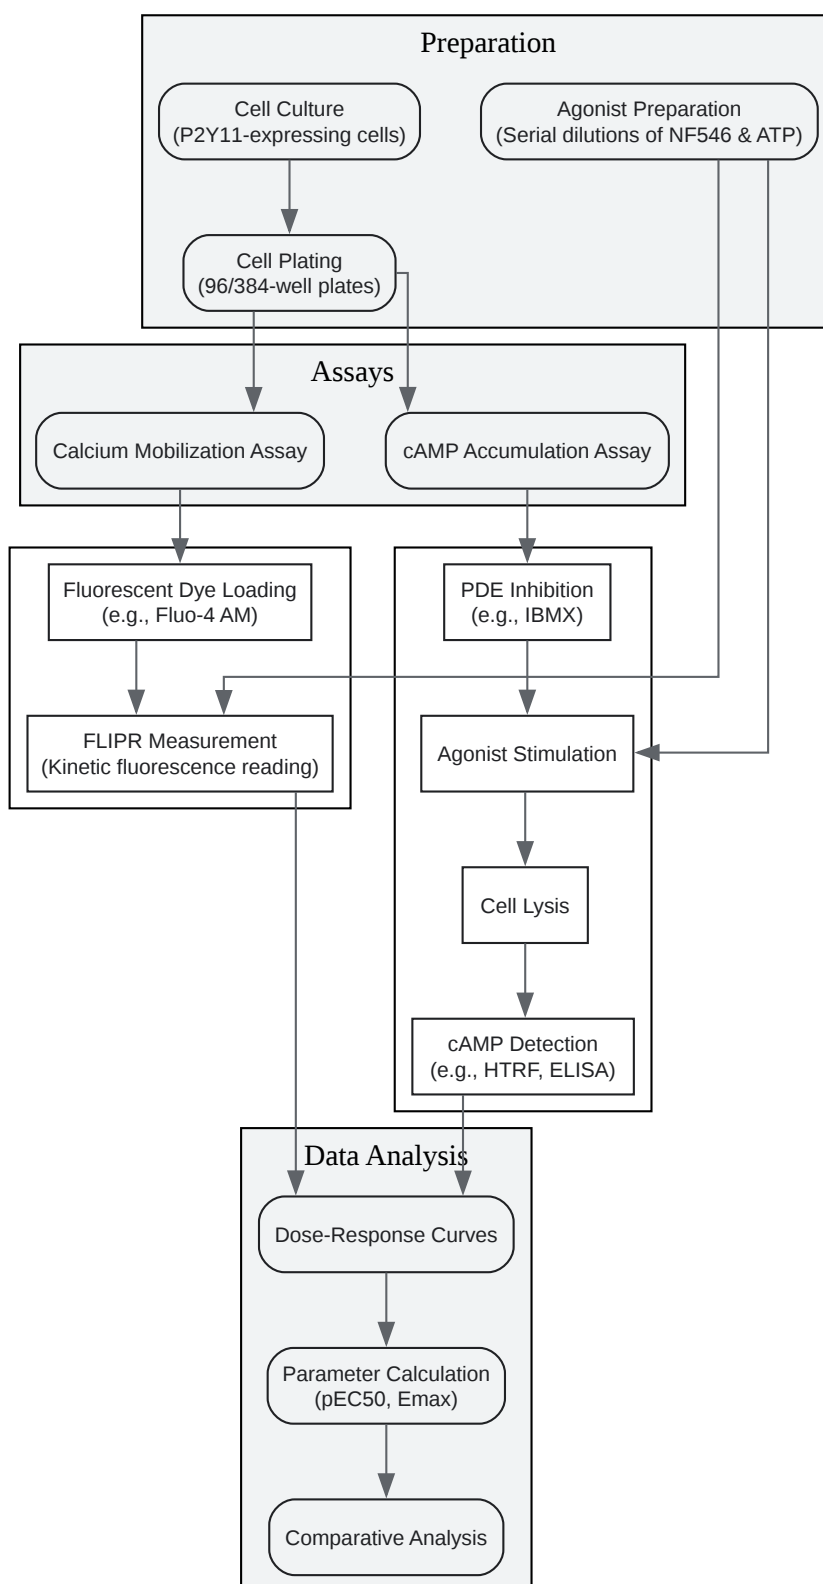 Preparation
Cell Culture
(P2Y11-expressing cells)
Agonist Preparation
(Serial dilutions of NF546 & ATP)
Cell Plating
(96/384-well plates)
Assays
Calcium Mobilization Assay
cAMP Accumulation Assay
Fluorescent Dye Loading
(e.g., Fluo-4 AM)
PDE Inhibition
(e.g., IBMX)
FLIPR Measurement
(Kinetic fluorescence reading)
Agonist Stimulation
Cell Lysis
cAMP Detection
(e.g., HTRF, ELISA)
Data Analysis
Dose-Response Curves
Parameter Calculation
(pEC50, Emax)
Comparative Analysis